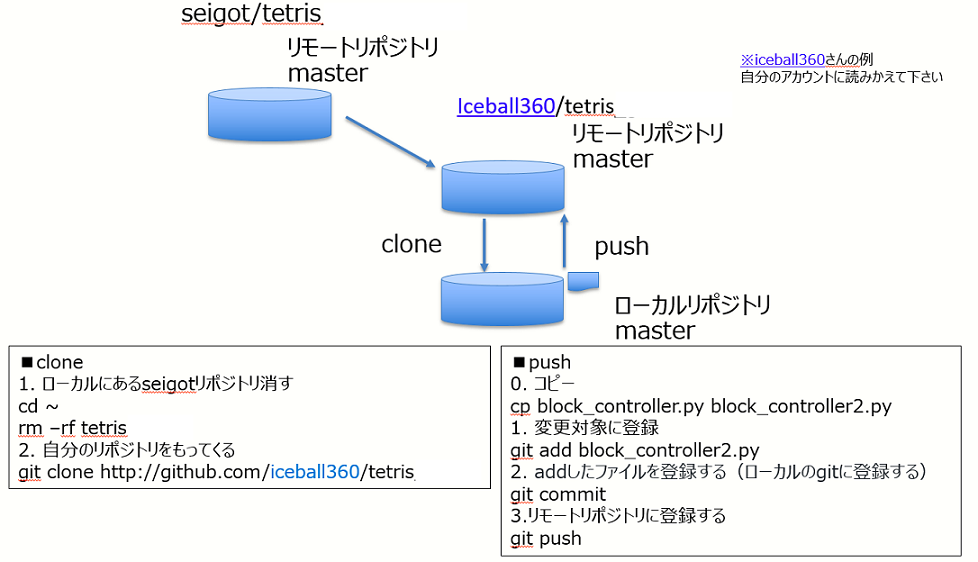 seigot/tetris
リモートリポジトリ
master
※iceball360さんの例
自分のアカウントに読みかえて下さい
Iceball360/tetris
リモートリポジトリ
master
clone
push
ローカルリポジトリ
master
■clone
1. ローカルにあるseigotリポジトリ消す
cd ~
rm –rf tetris
2. 自分のリポジトリをもってくる
git clone http://github.com/iceball360/tetris
■push
0. コピー
cp block_controller.py block_controller2.py
1. 変更対象に登録
git add block_controller2.py
2. addしたファイルを登録する（ローカルのgitに登録する）
git commit
3.リモートリポジトリに登録する
git push